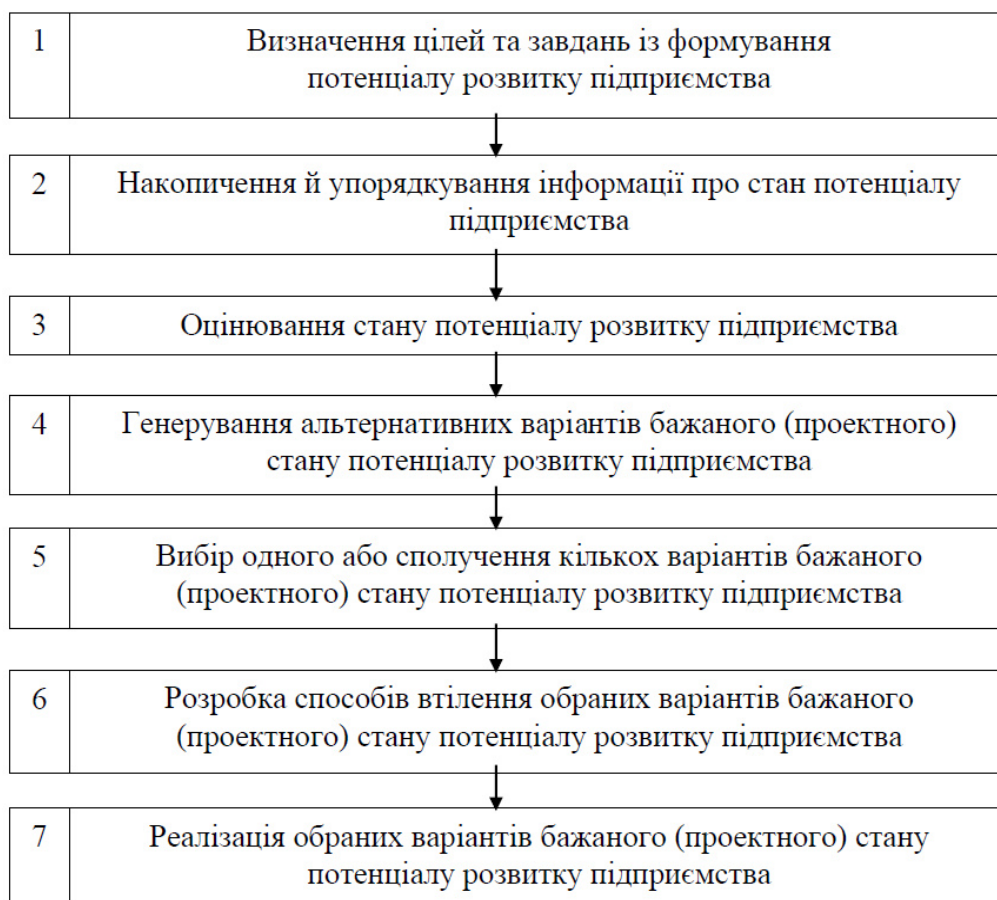 1
Визначення цілей та завдань із формування
потенціалу розвитку підприємства
2
Накопичення й упорядкування інформації про стан потенціалу
підприємства
3
Оцінювання стану потенціалу розвитку підприємства
4
Генерування альтернативних варіантів бажаного (проектного)
стану потенціалу розвитку підприємства
5
Вибір одного або сполучення кількох варіантів бажаного
(проектного) стану потенціалу розвитку підприємства
6
Розробка способів втілення обраних варіантів бажаного
(проектного) стану потенціалу розвитку підприємства
7
Реалізація обраних варіантів бажаного (проектного) стану
потенціалу розвитку підприємства